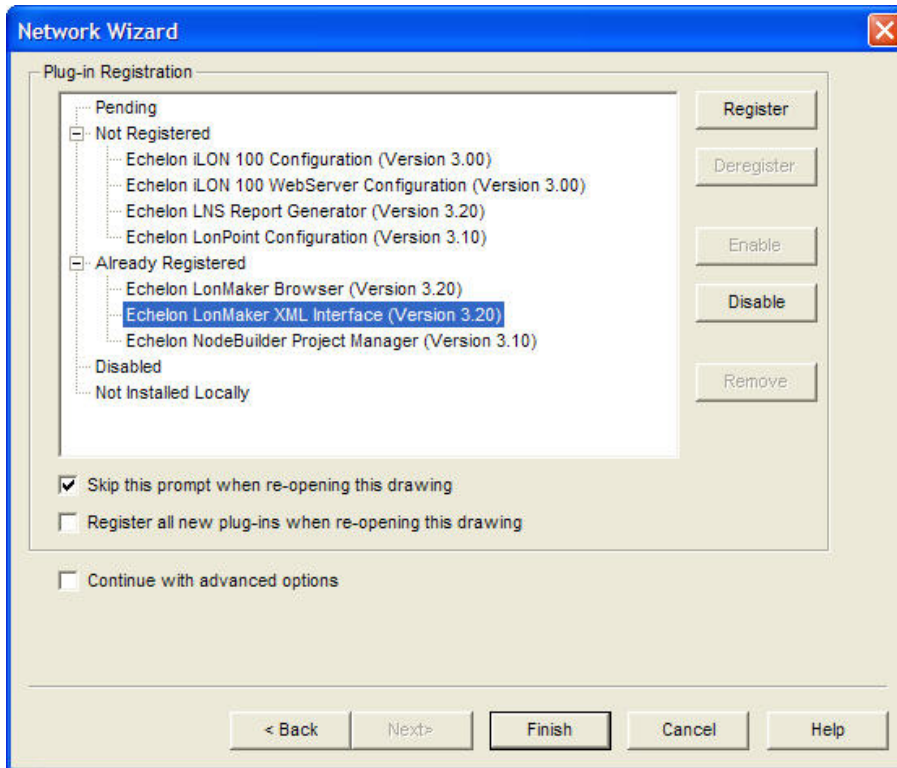 Network Wizard
Plug-in Registration
Pending
Not Registered
Echelon iLON 100 Configuration (Version 3.00)
Echelon iLON 100 WebServer Configuration (Version 3.00)
Echelon LNS Report Generator (Version 3.20)
Echelon LonPoint Configuration (Version 3.10)
Already Registered
Echelon LonMaker Browser (Version 3.20)
Echelon LonMaker XML Interface (Version 3.20)
Echelon NodeBuilder Project Manager (Version 3.10)
Disabled
Not Installed Locally
Register
Deregister
Enable
Disable
Remove
Skip this prompt when re-opening this drawing
Register all new plug-ins when re-opening this drawing
Continue with advanced options
< Back Next> Finish Cancel Help